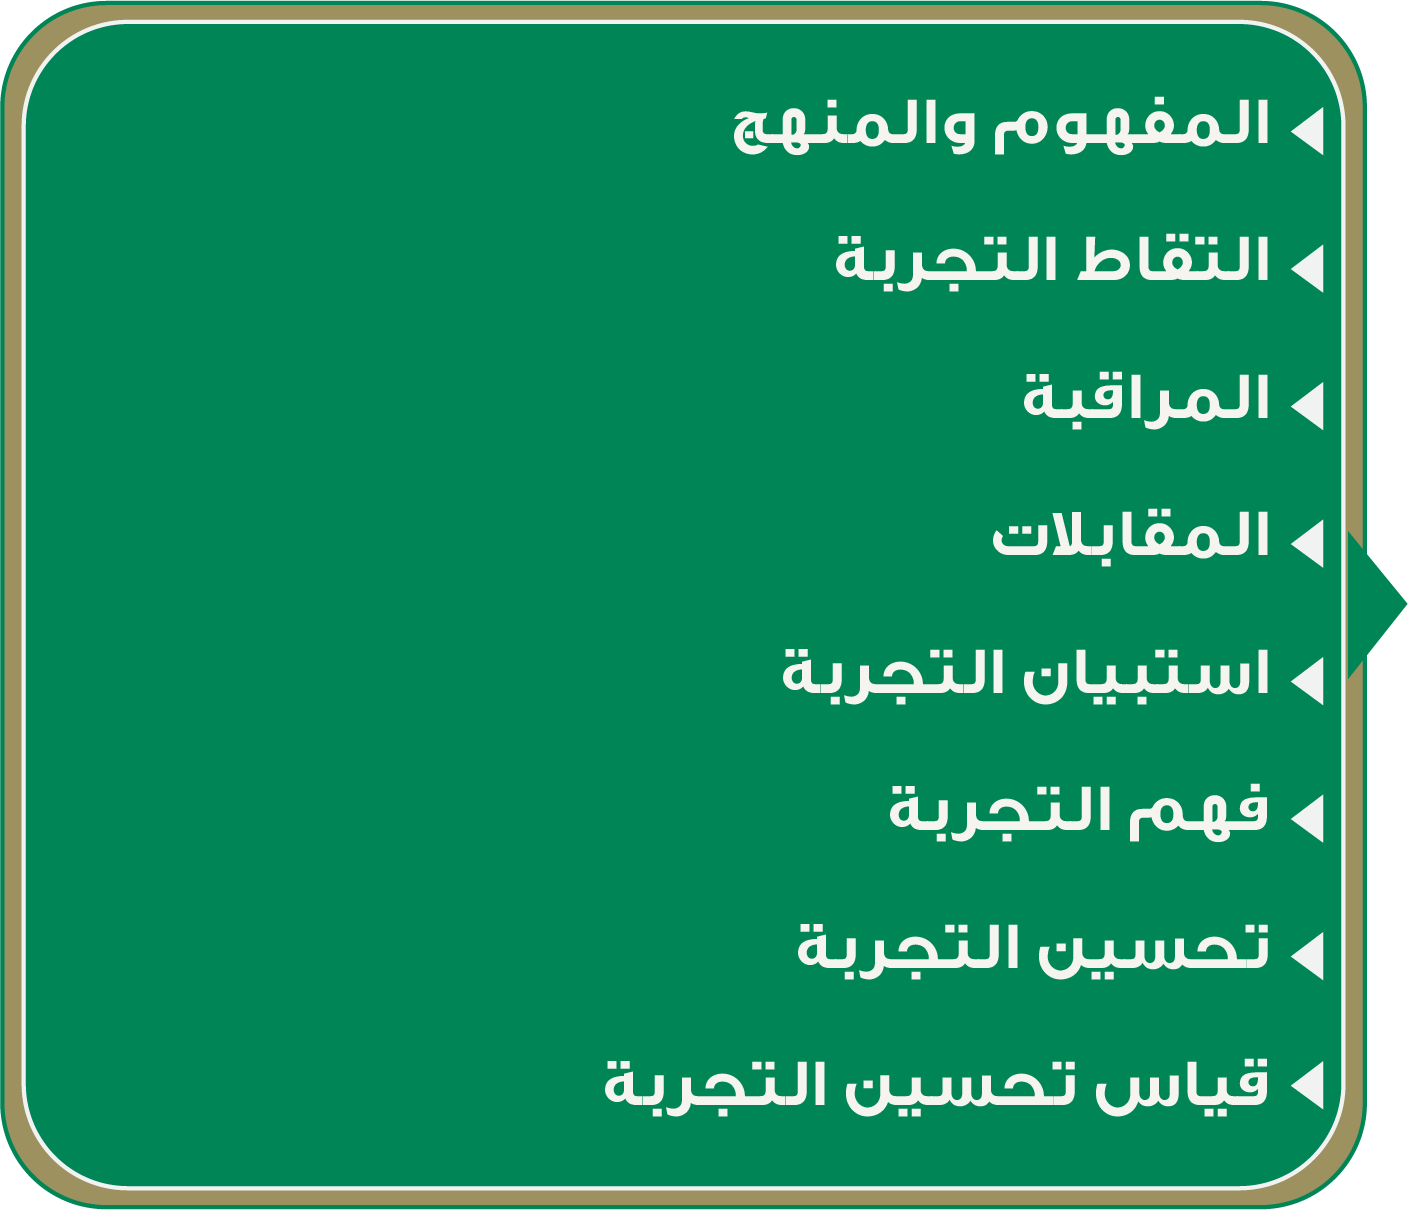 المفهوم والمنهج
التقاط التجربة
المراقبة
المقابلات
استبيان التجربة
فهم التجربة
تحسين التجربة
قياس تحسين التجربة